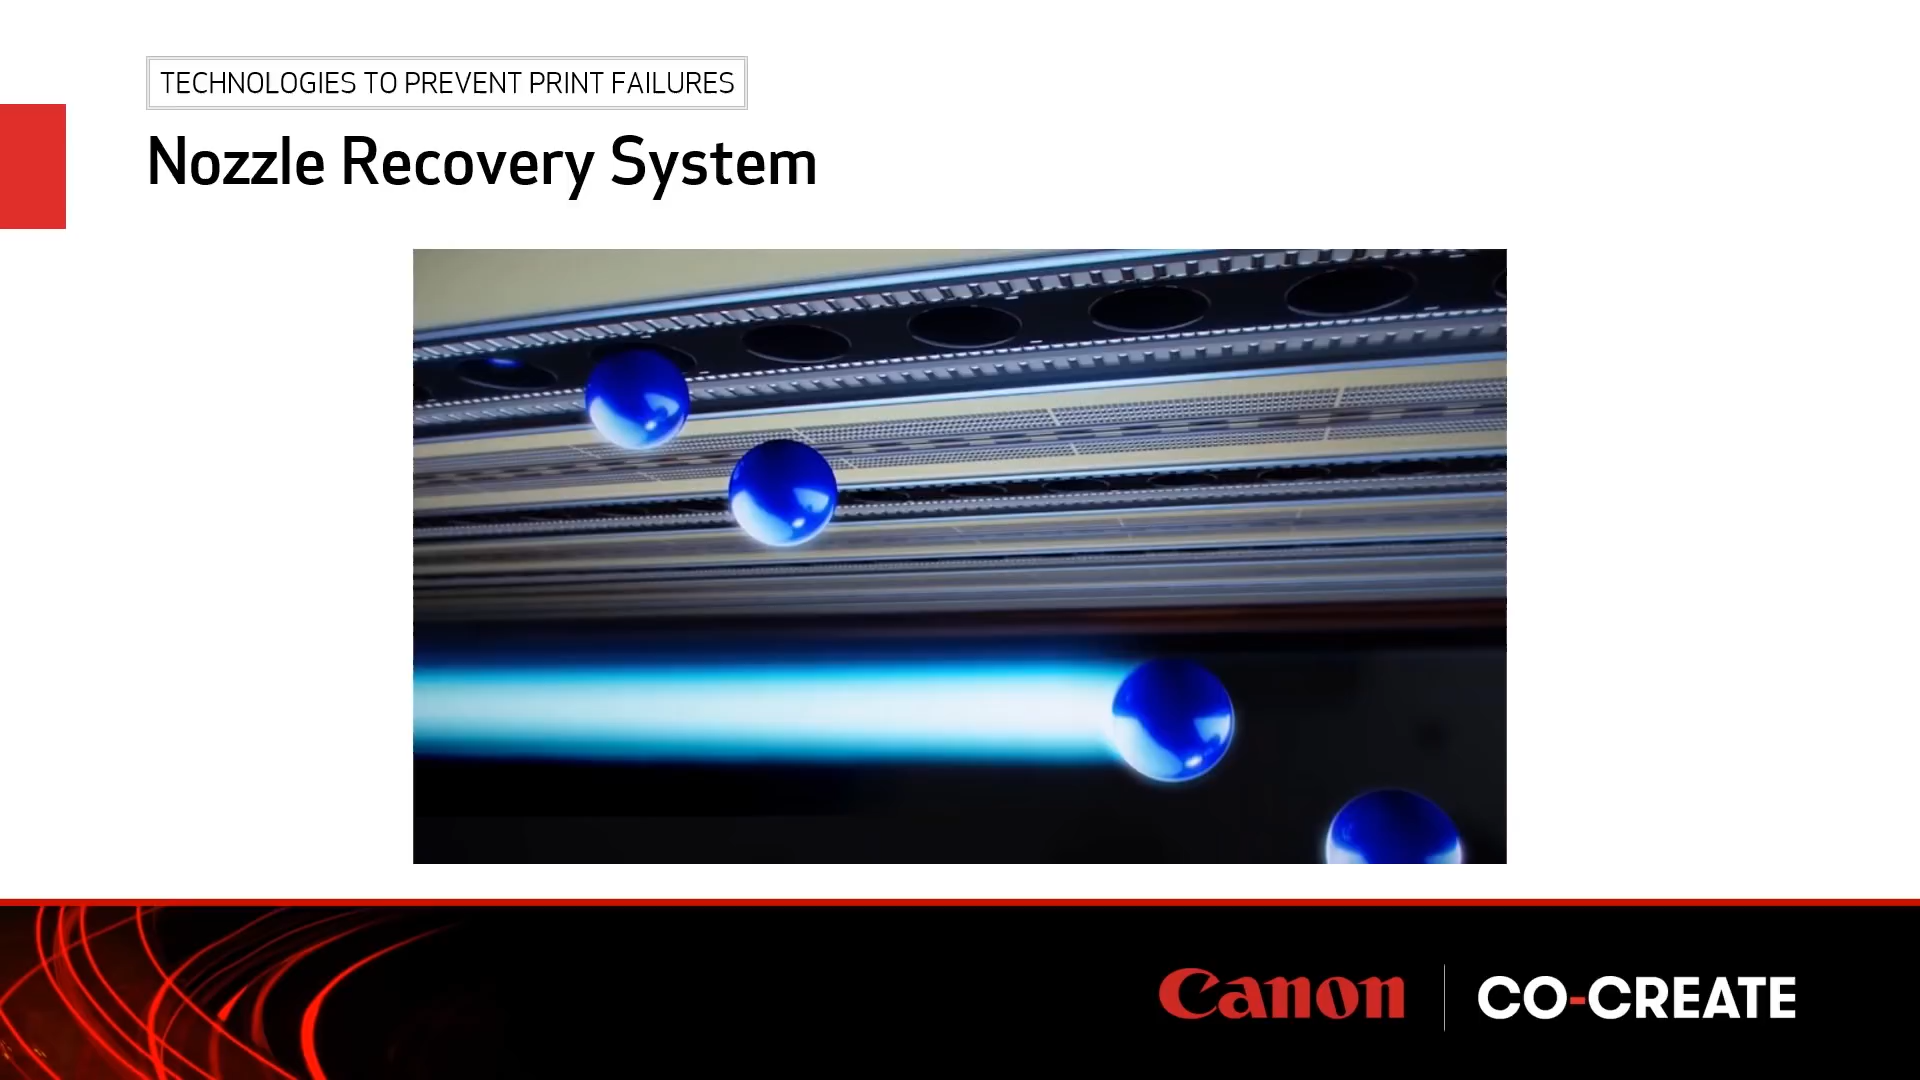 TECHNOLOGIES TO PREVENT PRINT FAILURES
Nozzle Recovery System
Canon
CO-CREATE